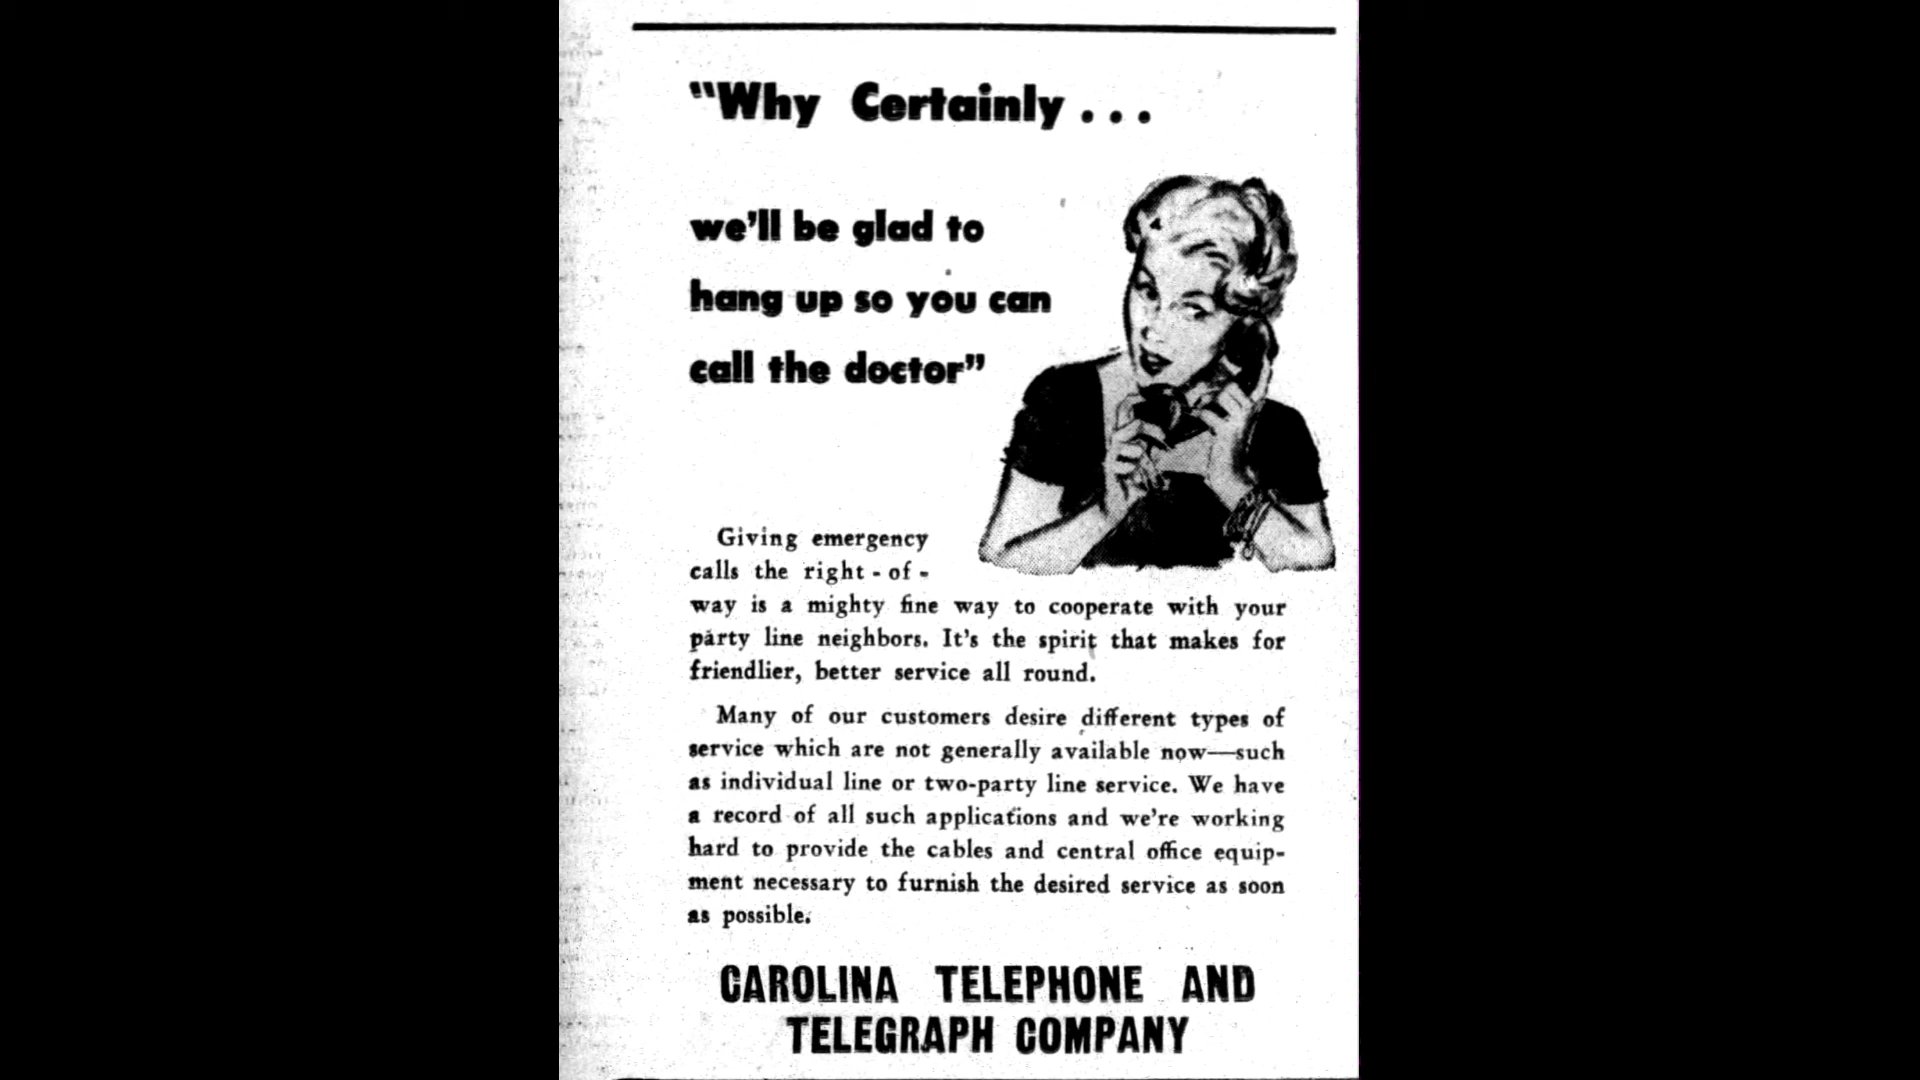 "Why Certainly . . .
we'll be glad to
hang up so you can
call the doctor"
Giving emergency
calls the right - of -
way is a mighty fine way to cooperate with your
party line neighbors. It's the spirit that makes for
friendlier, better service all round.
Many of our customers desire different types of
service which are not generally available now—such
as individual line or two-party line service. We have
a record of all such applications and we're working
hard to provide the cables and central office equip-
ment necessary to furnish the desired service as soon
as possible.
CAROLINA TELEPHONE AND
TELEGRAPH COMPANY